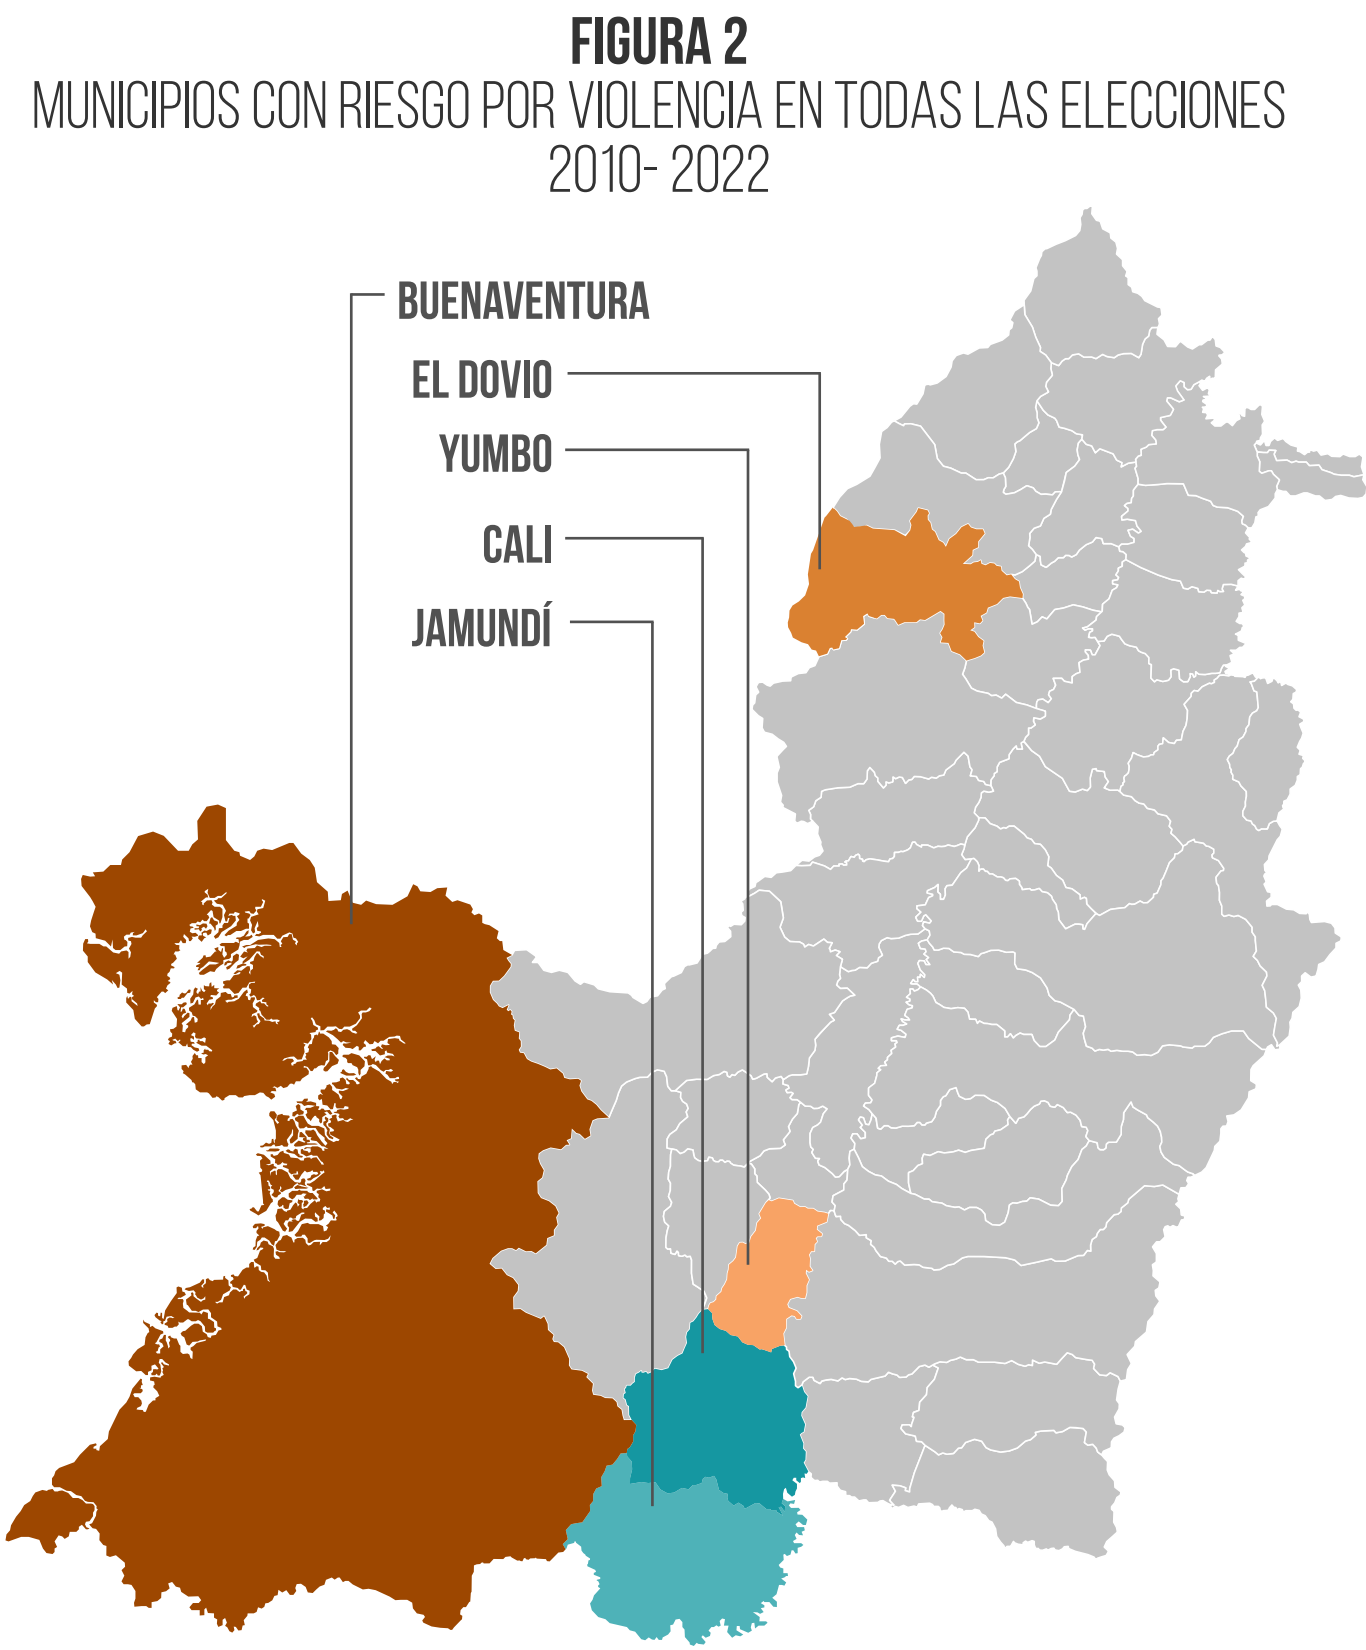 FIGURA 2
MUNICIPIOS CON RIESGO POR VIOLENCIA EN TODAS LAS ELECCIONES
2010- 2022
BUENAVENTURA
EL DOVIO
YUMBO
CALI
JAMUNDÍ